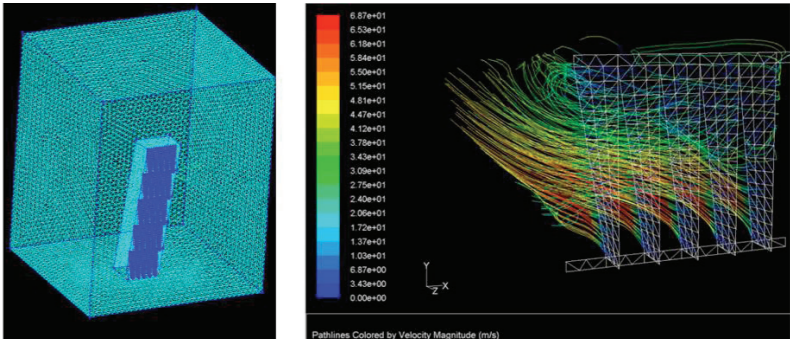 6.87e+01
6.53e+01
6.18e+01
5.84e+01
5.50e+01
5.15e+01
4.81e+01
4.47e+01
4.12e+01
3.78e+01
3.43e+01
3.09e+01
2.75e+01
2.40e+01
2.06e+01
1.72e+01
1.37e+01
1.03e+01
6.87e+00
3.43e+00
0.00e+00
Y
Z X
Pathlines Colored by Velocity Magnitude (m/s)